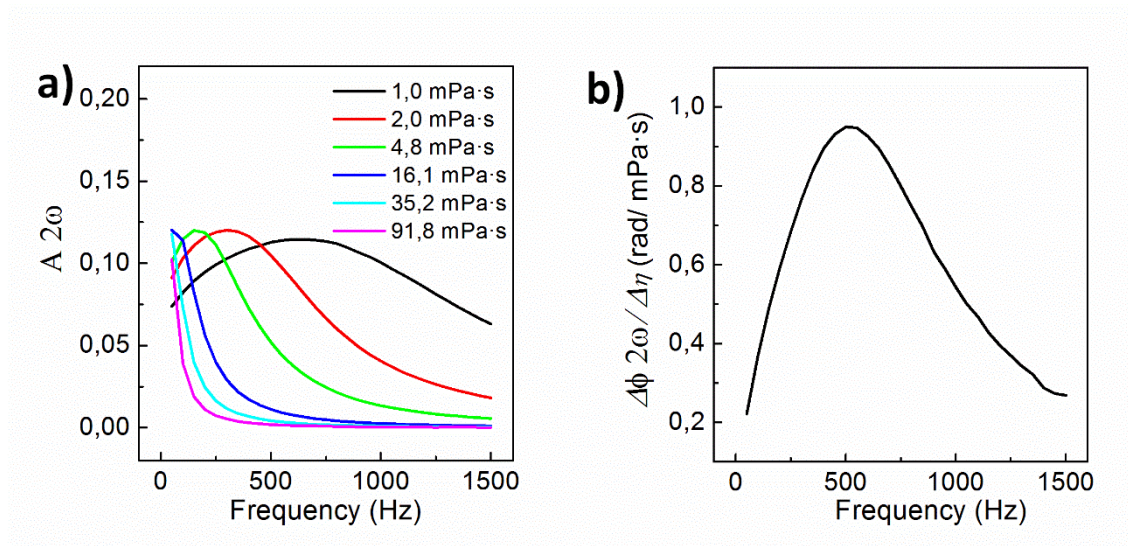 a)
A 2ω
0,20
0,15
0,10
0,05
0,00
1,0 mPa·s
2,0 mPa·s
4,8 mPa·s
16,1 mPa·s
35,2 mPa·s
91,8 mPa·s
0 500 1000 1500
Frequency (Hz)
b)
Δϕ 2ω / Δη (rad/ mPa·s)
1,0
0,8
0,6
0,4
0,2
0 500 1000 1500
Frequency (Hz)